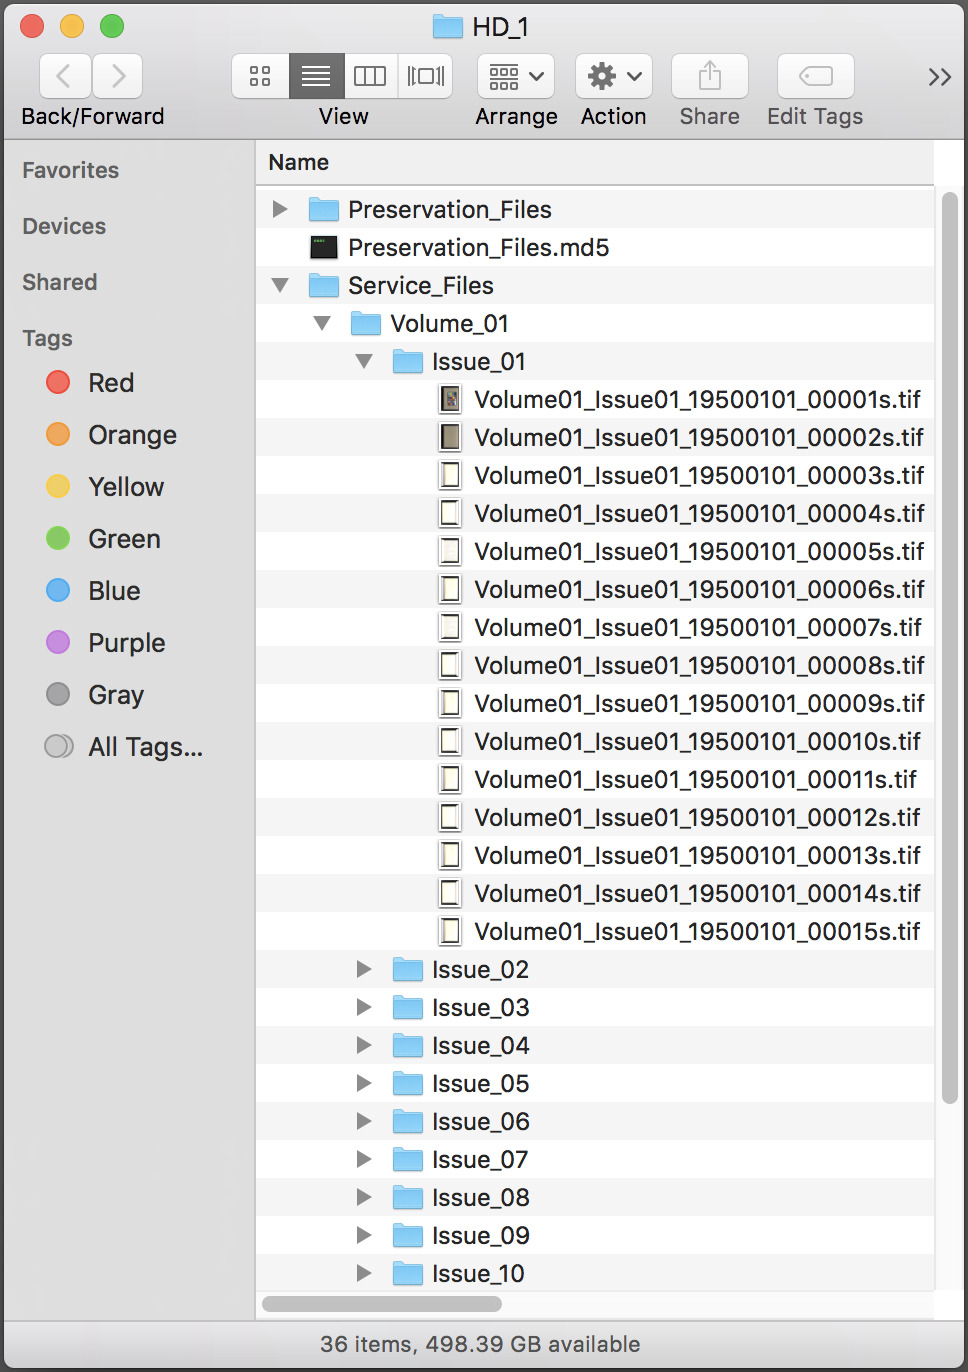 HD_1
Back/Forward View Arrange Action Share Edit Tags
Favorites
Devices
Shared
Tags
Red
Orange
Yellow
Green
Blue
Purple
Gray
All Tags...
Name
Preservation_Files
Preservation_Files.md5
Service_Files
Volume_01
Issue_01
Volume01_Issue01_19500101_00001s.tif
Volume01_Issue01_19500101_00002s.tif
Volume01_Issue01_19500101_00003s.tif
Volume01_Issue01_19500101_00004s.tif
Volume01_Issue01_19500101_00005s.tif
Volume01_Issue01_19500101_00006s.tif
Volume01_Issue01_19500101_00007s.tif
Volume01_Issue01_19500101_00008s.tif
Volume01_Issue01_19500101_00009s.tif
Volume01_Issue01_19500101_00010s.tif
Volume01_Issue01_19500101_00011s.tif
Volume01_Issue01_19500101_00012s.tif
Volume01_Issue01_19500101_00013s.tif
Volume01_Issue01_19500101_00014s.tif
Volume01_Issue01_19500101_00015s.tif
Issue_02
Issue_03
Issue_04
Issue_05
Issue_06
Issue_07
Issue_08
Issue_09
Issue_10
36 items, 498.39 GB available